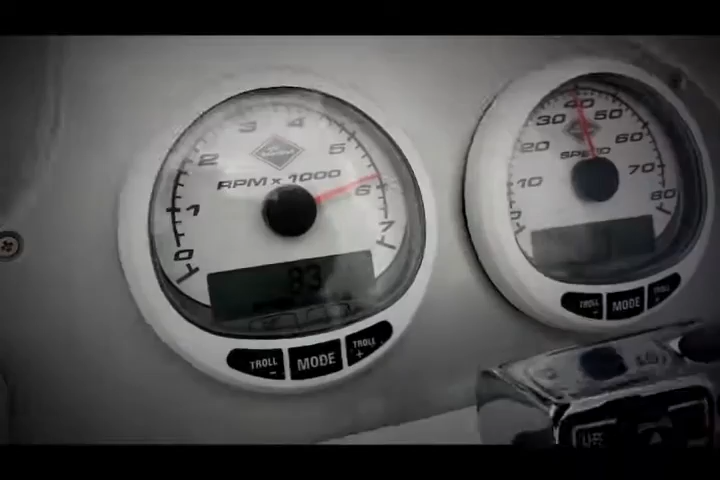 0 1 2 3 4 5 6 7
RPM x 1000
83
TROLL - MODE TROLL +
0 10 20 30 40 50 60 70 80
SPEED
TROLL - MODE TROLL +